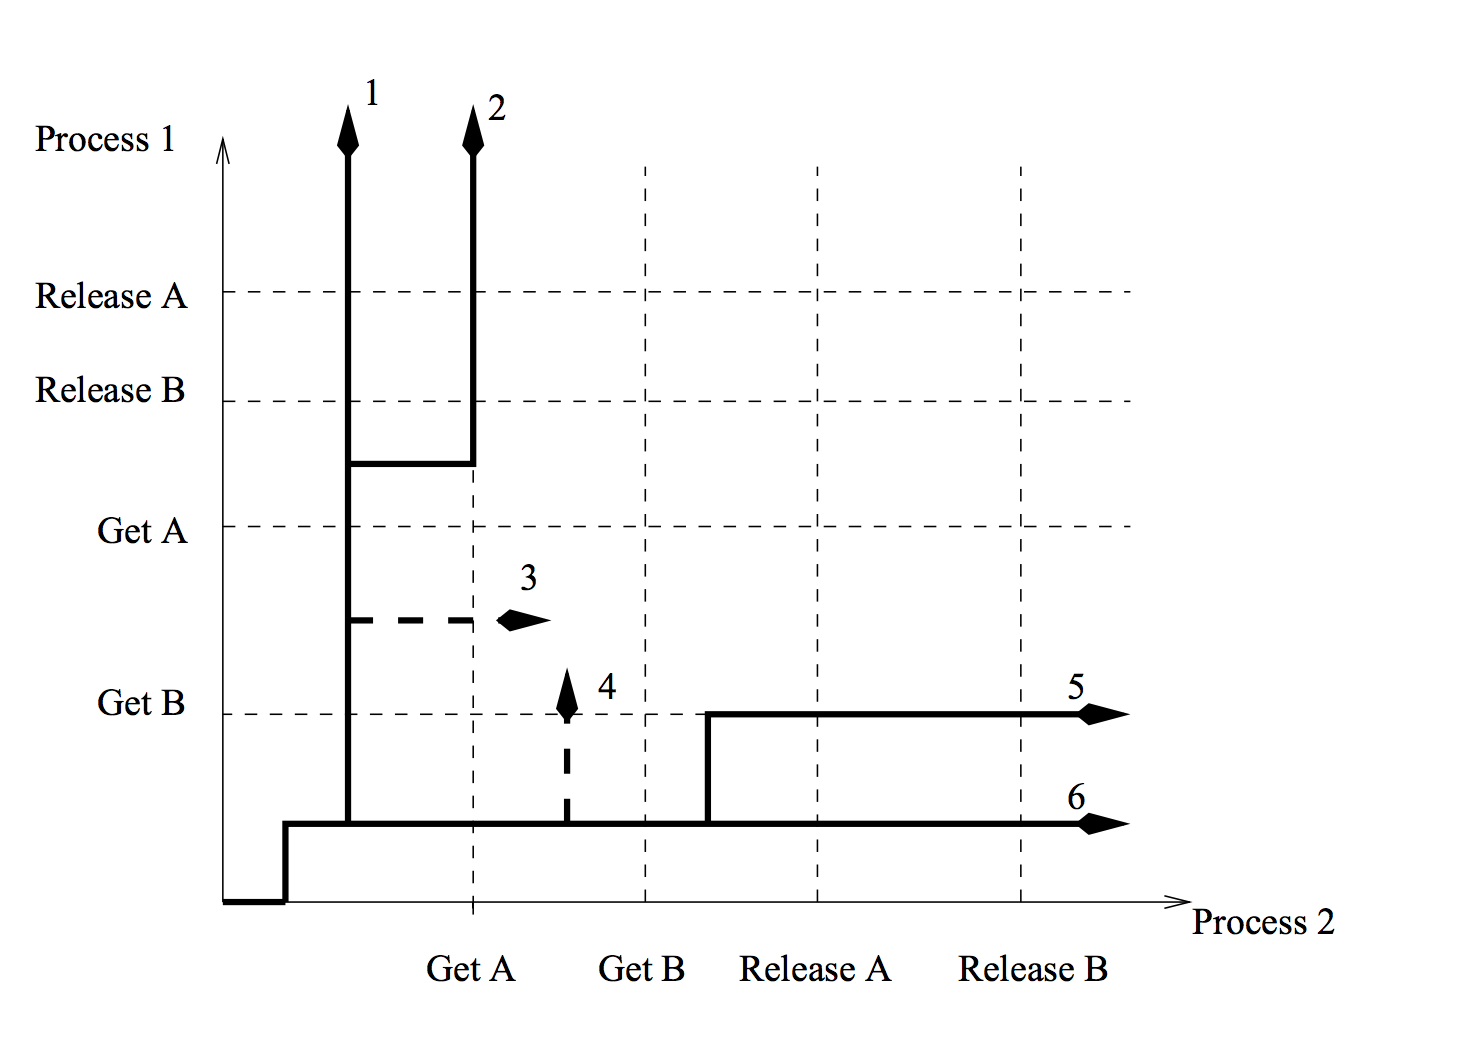 1
2
Process 1
Release A
Release B
Get A
3
Get B
4
5
6
Process 2
Get A Get B Release A Release B